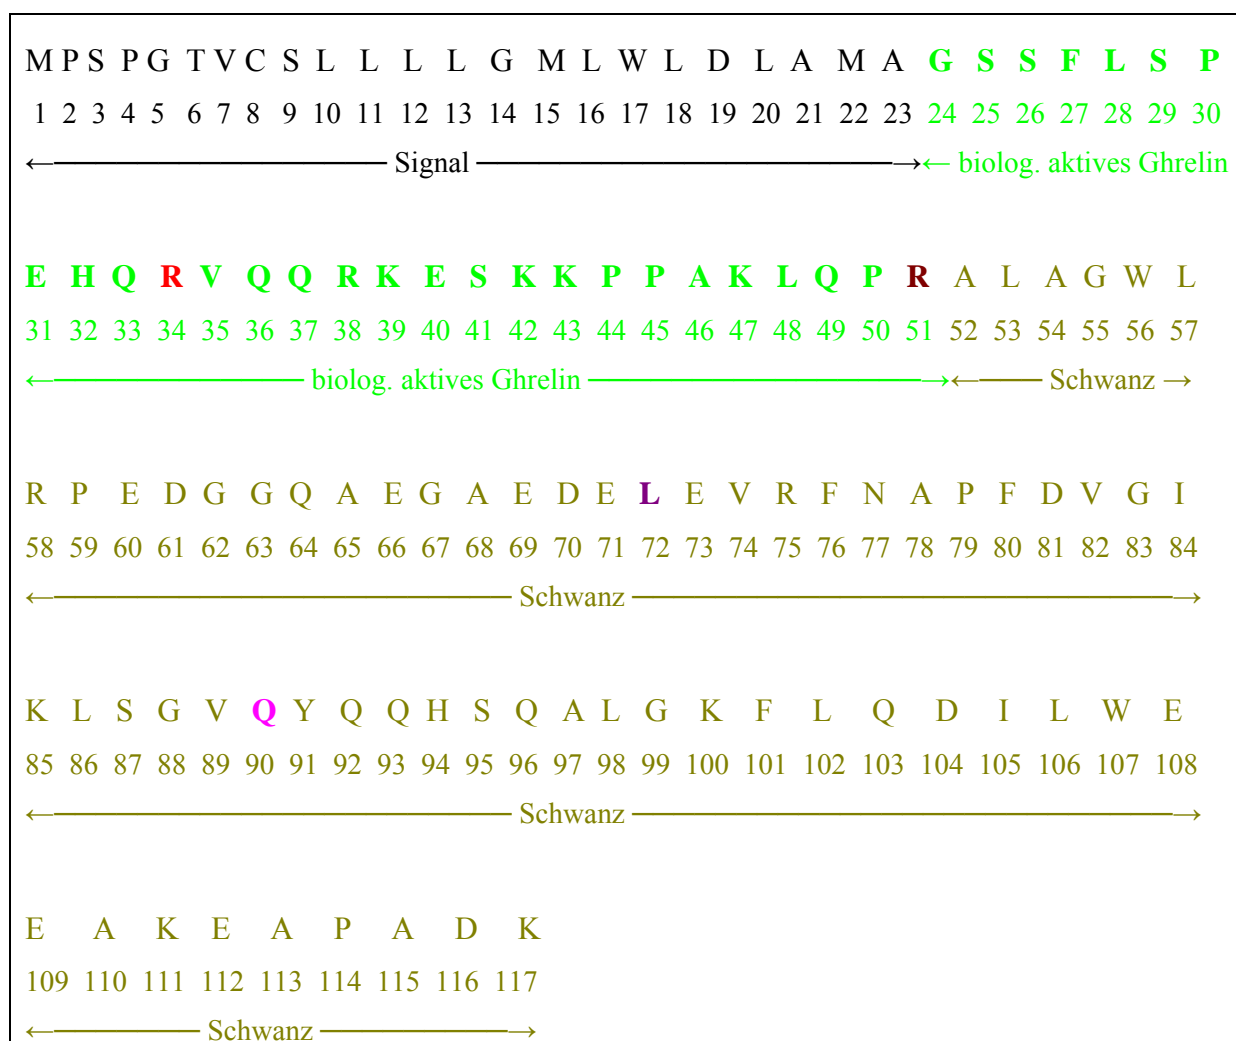 M P S P G T V C S L L L L G M L W L D L A M A G S S F L S P
1 2 3 4 5 6 7 8 9 10 11 12 13 14 15 16 17 18 19 20 21 22 23 24 25 26 27 28 29 30
←Signal→← biolog. aktives Ghrelin
E H Q R V Q Q R K E S K K P P A K L Q P R A L A G W L
31 32 33 34 35 36 37 38 39 40 41 42 43 44 45 46 47 48 49 50 51 52 53 54 55 56 57
←biolog. aktives Ghrelin→←Schwanz→
R P E D G G Q A E G A E D E L E V R F N A P F D V G I
58 59 60 61 62 63 64 65 66 67 68 69 70 71 72 73 74 75 76 77 78 79 80 81 82 83 84
←Schwanz→
K L S G V Q Y Q Q H S Q A L G K F L Q D I L W E
85 86 87 88 89 90 91 92 93 94 95 96 97 98 99 100 101 102 103 104 105 106 107 108
←Schwanz→
E A K E A P A D K
109 110 111 112 113 114 115 116 117
←Schwanz→